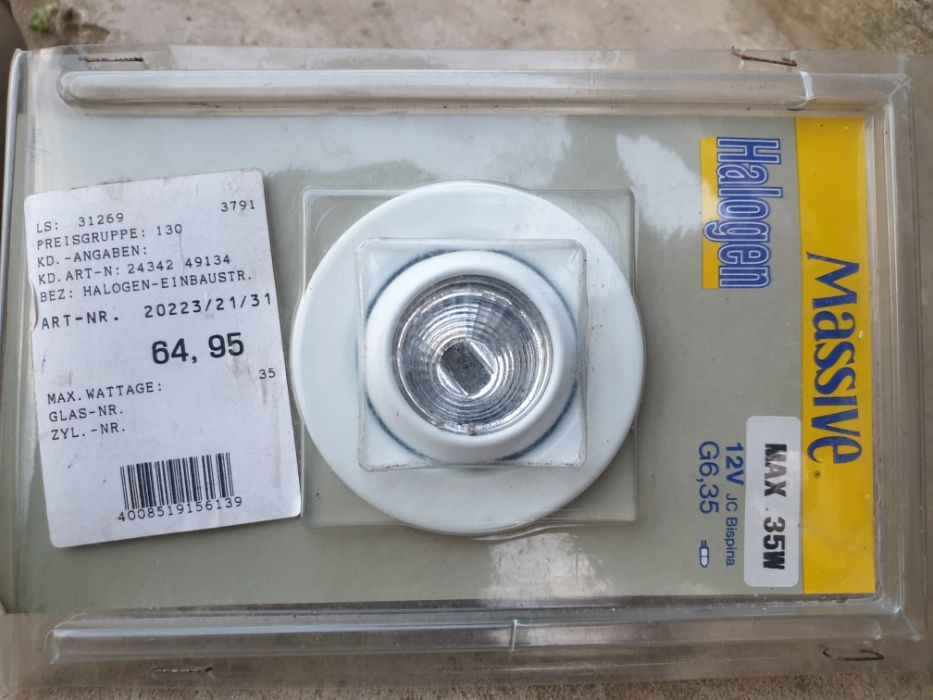 LS: 31269 3791
PREISGRUPPE: 130
KD.-ANGABEN:
KD.ART-N: 24342 49134
BEZ: HALOGEN-EINBAUSTR.
ART-NR. 20223/21/31
64, 95
MAX.WATTAGE: 35
GLAS-NR.
ZYL.-NR.
4008519156139
Massive
Halogen
MAX 35W
12V JC Bispina
G6,35